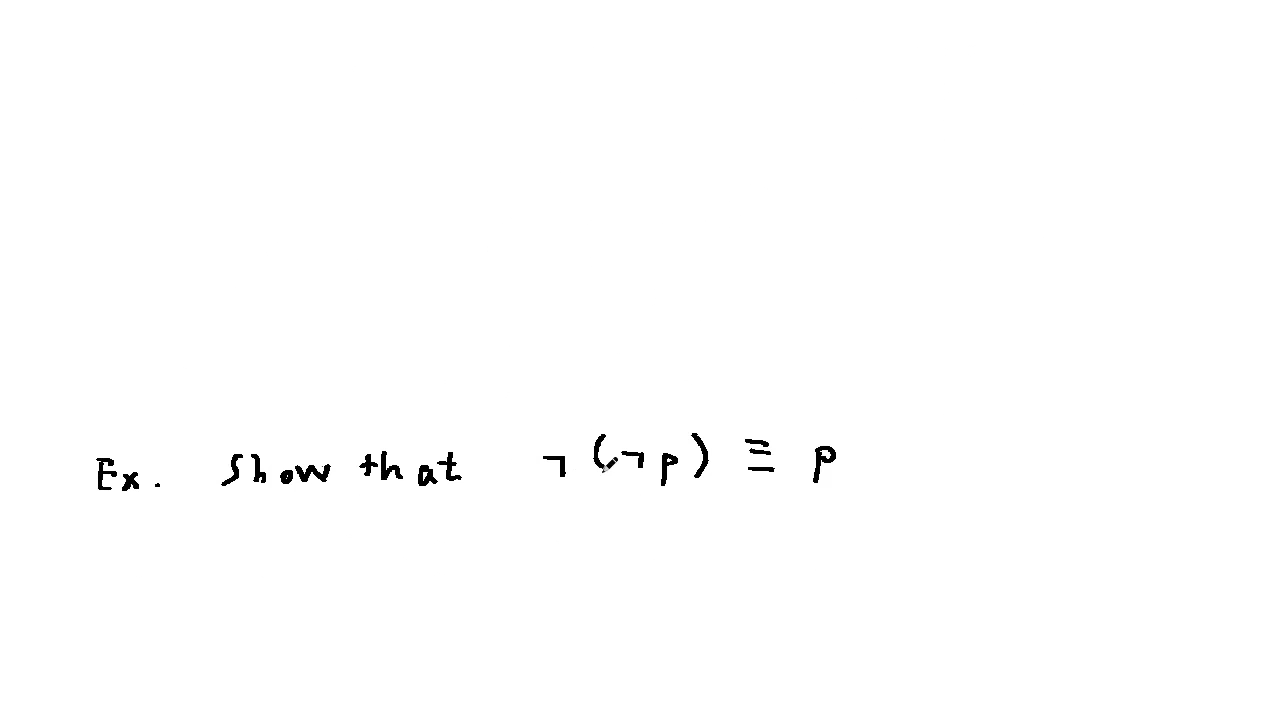 Ex. Show that ¬(¬p) ≡ p